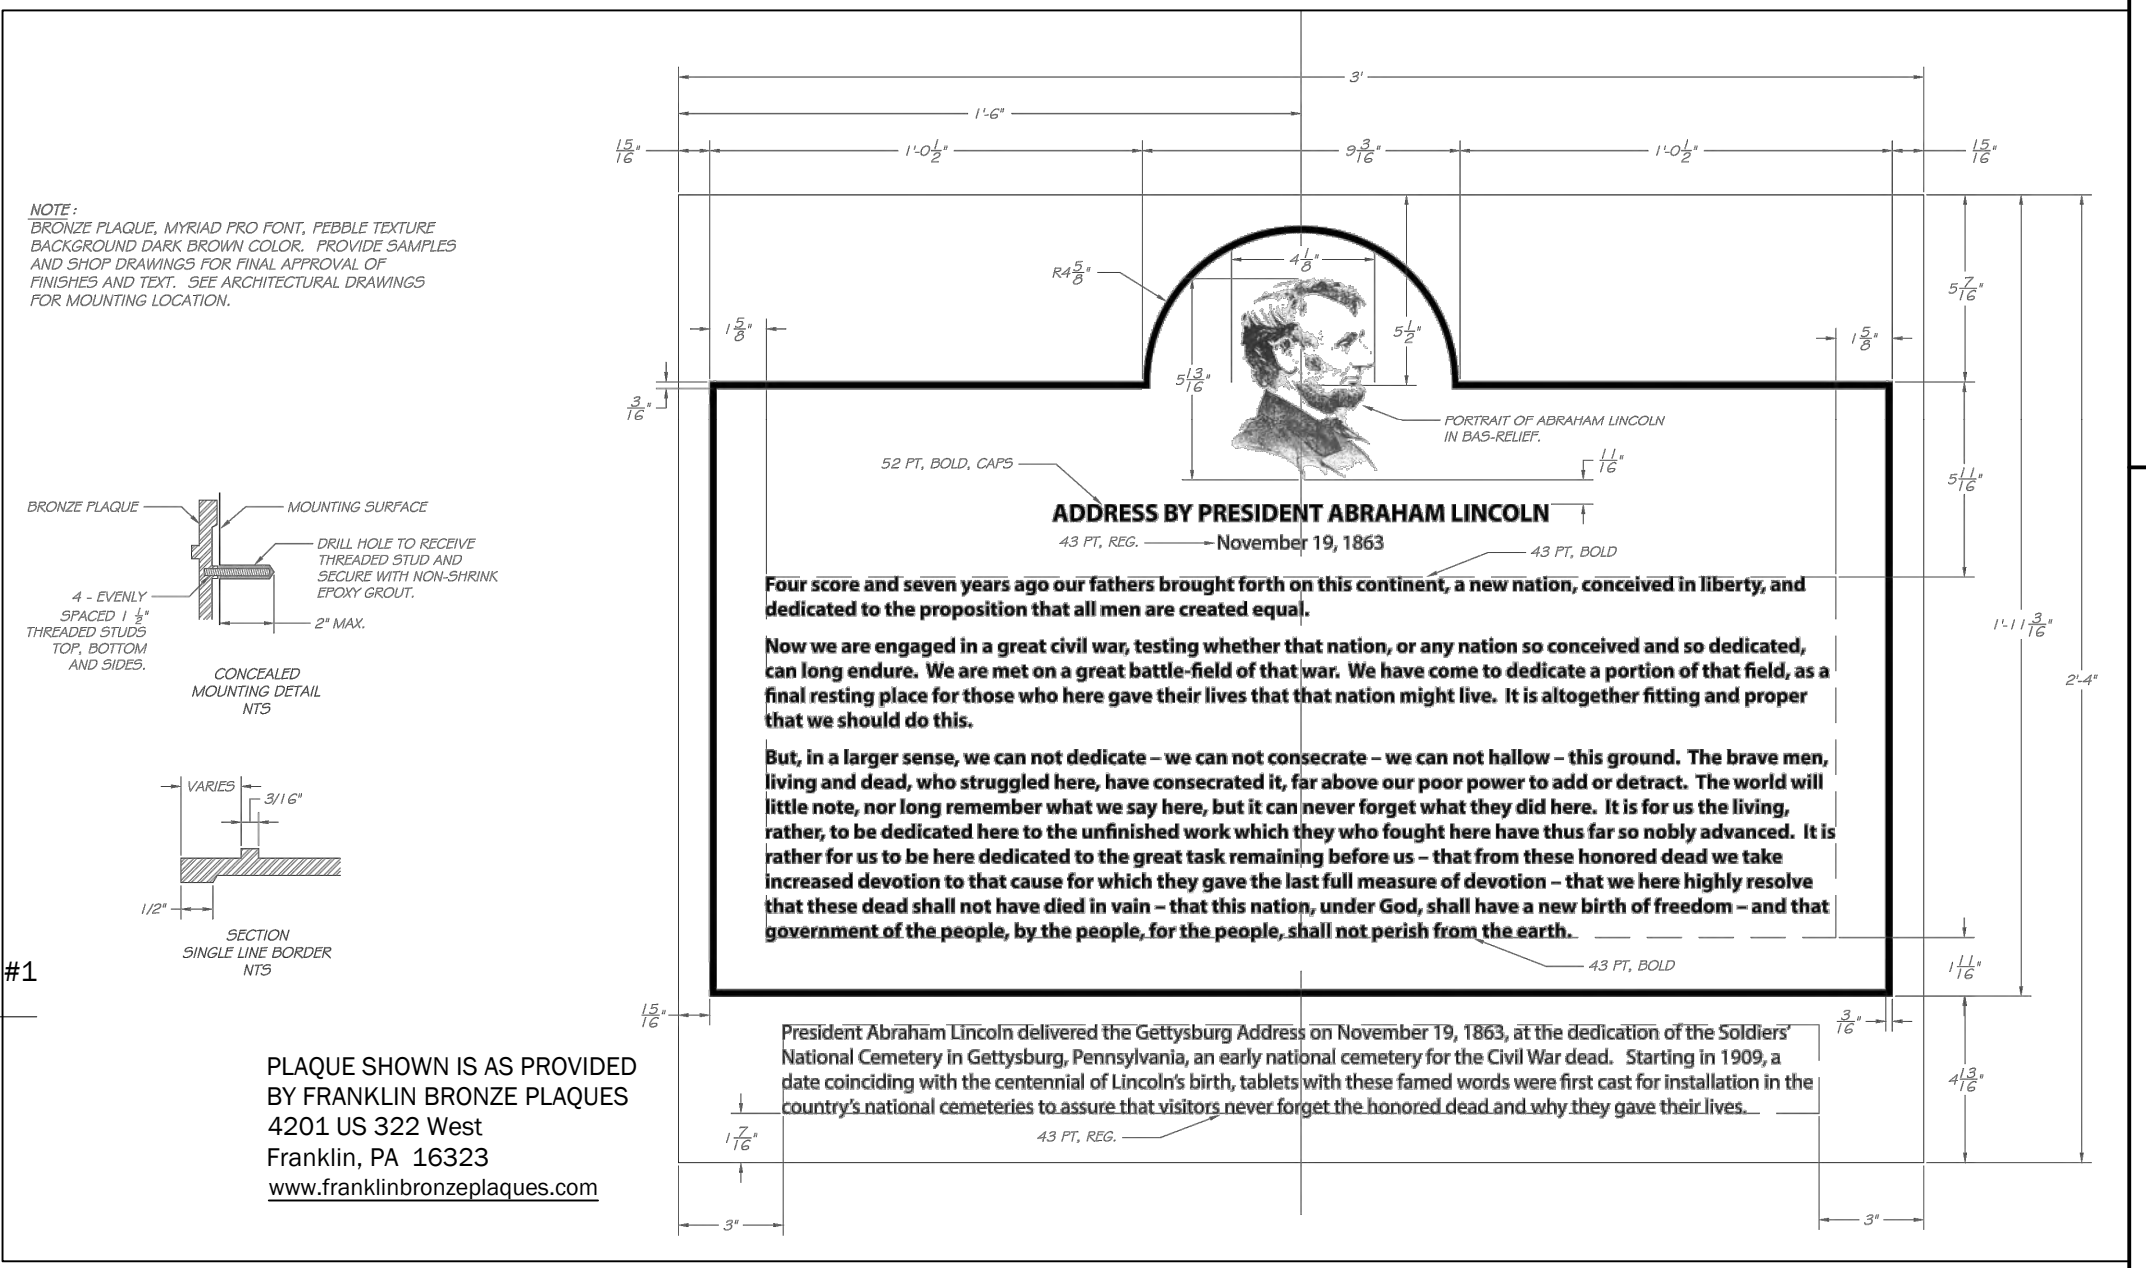 3'
1'-6"
15/16"
1'-0 1/2"
9 3/16"
1'-0 1/2"
15/16"
NOTE:
BRONZE PLAQUE, MYRIAD PRO FONT, PEBBLE TEXTURE
BACKGROUND DARK BROWN COLOR. PROVIDE SAMPLES
AND SHOP DRAWINGS FOR FINAL APPROVAL OF
FINISHES AND TEXT. SEE ARCHITECTURAL DRAWINGS
FOR MOUNTING LOCATION.
R4 5/8"
4 1/8"
5 7/16"
1 5/8"
5 1/2"
1 5/8"
5 13/16"
3/16"
PORTRAIT OF ABRAHAM LINCOLN
IN BAS-RELIEF.
52 PT, BOLD, CAPS
11/16"
5 11/16"
ADDRESS BY PRESIDENT ABRAHAM LINCOLN
43 PT, REG.
November 19, 1863
43 PT, BOLD
Four score and seven years ago our fathers brought forth on this continent, a new nation, conceived in liberty, and
dedicated to the proposition that all men are created equal.
Now we are engaged in a great civil war, testing whether that nation, or any nation so conceived and so dedicated,
can long endure. We are met on a great battle-field of that war. We have come to dedicate a portion of that field, as a
final resting place for those who here gave their lives that that nation might live. It is altogether fitting and proper
that we should do this.
But, in a larger sense, we can not dedicate – we can not consecrate – we can not hallow – this ground. The brave men,
living and dead, who struggled here, have consecrated it, far above our poor power to add or detract. The world will
little note, nor long remember what we say here, but it can never forget what they did here. It is for us the living,
rather, to be dedicated here to the unfinished work which they who fought here have thus far so nobly advanced. It is
rather for us to be here dedicated to the great task remaining before us – that from these honored dead we take
increased devotion to that cause for which they gave the last full measure of devotion – that we here highly resolve
that these dead shall not have died in vain – that this nation, under God, shall have a new birth of freedom – and that
government of the people, by the people, for the people, shall not perish from the earth.
43 PT, BOLD
1'-11 3/16"
2'-4"
1 11/16"
15/16"
3/16"
President Abraham Lincoln delivered the Gettysburg Address on November 19, 1863, at the dedication of the Soldiers'
National Cemetery in Gettysburg, Pennsylvania, an early national cemetery for the Civil War dead. Starting in 1909, a
date coinciding with the centennial of Lincoln's birth, tablets with these famed words were first cast for installation in the
country's national cemeteries to assure that visitors never forget the honored dead and why they gave their lives.
4 13/16"
1 7/16"
43 PT, REG.
3"
3"
BRONZE PLAQUE
MOUNTING SURFACE
DRILL HOLE TO RECEIVE
THREADED STUD AND
SECURE WITH NON-SHRINK
EPOXY GROUT.
4 - EVENLY
SPACED 1 1/2"
THREADED STUDS
TOP, BOTTOM
AND SIDES.
2" MAX.
CONCEALED
MOUNTING DETAIL
NTS
VARIES
3/16"
1/2"
SECTION
SINGLE LINE BORDER
NTS
#1
PLAQUE SHOWN IS AS PROVIDED
BY FRANKLIN BRONZE PLAQUES
4201 US 322 West
Franklin, PA 16323
www.franklinbronzeplaques.com